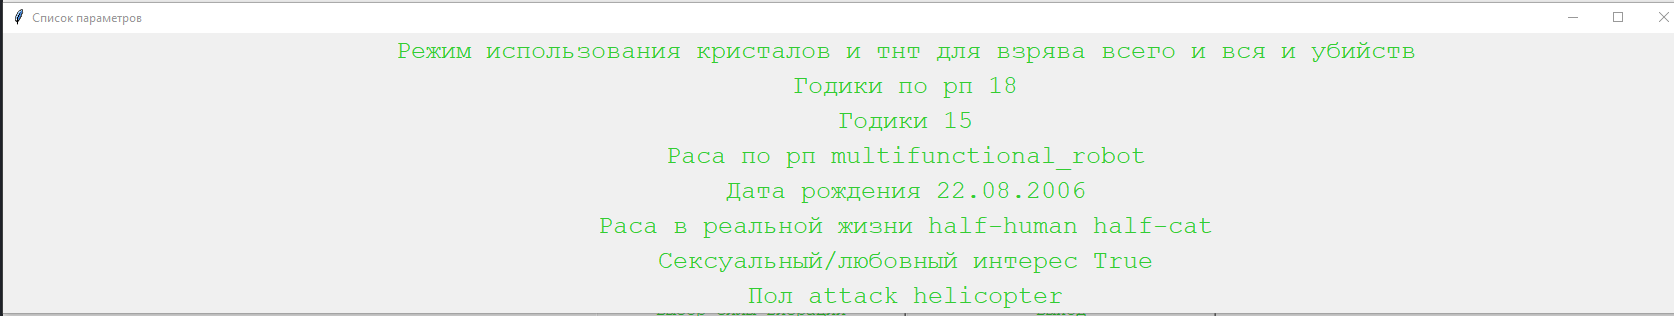 Список параметров
Режим использования кристалов и тнт для взрява всего и вся и убийств
Годики по рп 18
Годики 15
Раса по рп multifunctional_robot
Дата рождения 22.08.2006
Раса в реальной жизни half-human half-cat
Сексуальный/любовный интерес True
Пол attack helicopter